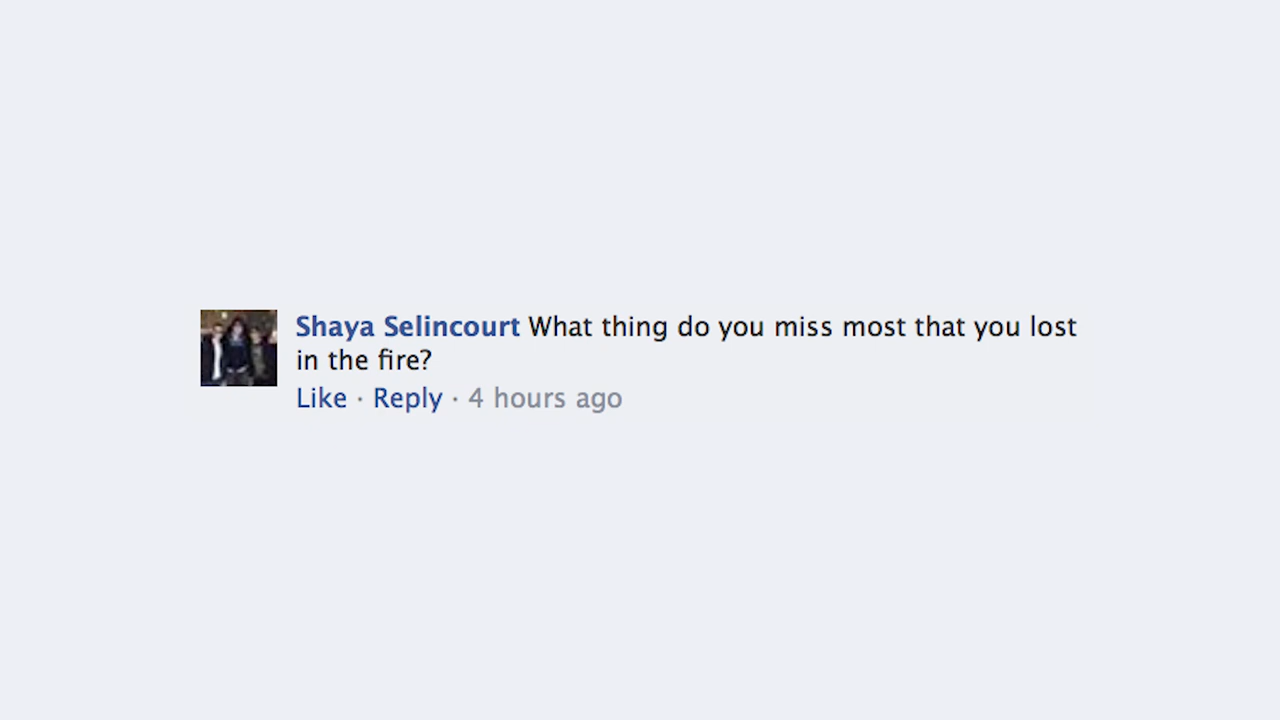 Shaya Selincourt What thing do you miss most that you lost
in the fire?
Like · Reply · 4 hours ago